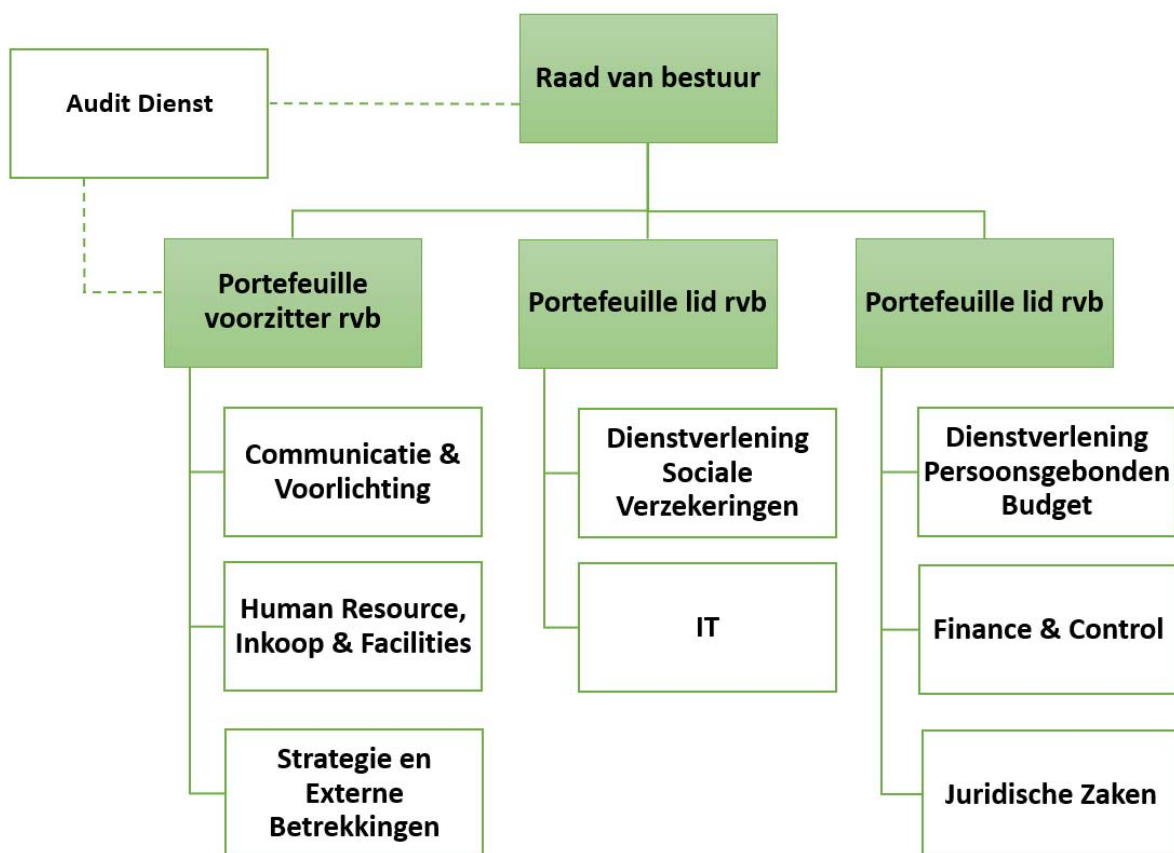 Raad van bestuur
Audit Dienst
Portefeuille
voorzitter rvb
Portefeuille lid rvb
Portefeuille lid rvb
Communicatie &
Voorlichting
Human Resource,
Inkoop & Facilities
Strategie en
Externe
Betrekkingen
Dienstverlening
Sociale
Verzekeringen
IT
Dienstverlening
Persoonsgebonden
Budget
Finance & Control
Juridische Zaken